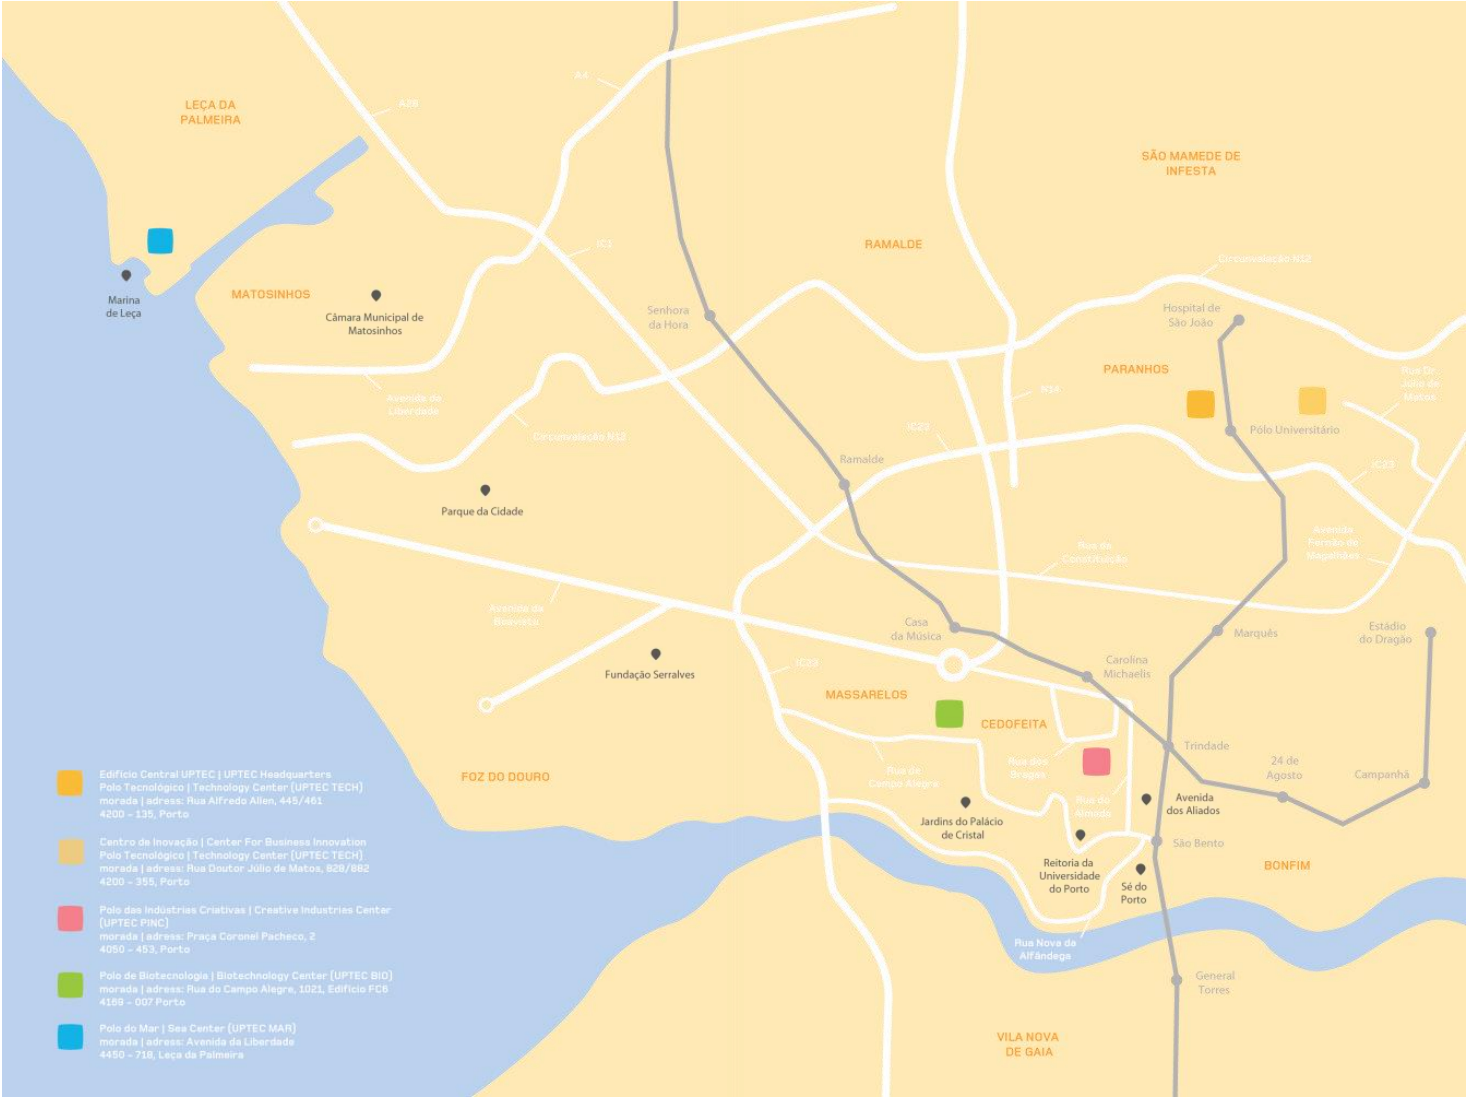 LEÇA DA
PALMEIRA
A28
A4
SÃO MAMEDE DE
INFESTA
RAMALDE
IC1
Circunvalação N12
MATOSINHOS
Marina
de Leça
Câmara Municipal de
Matosinhos
Senhora
da Hora
Hospital de
São João
PARANHOS
Rua Dr.
Júlio de
Matos
Avenida da
Liberdade
N14
Circunvalação N12
IC23
Pólo Universitário
Ramalde
IC23
Parque da Cidade
Avenida
Fernão de
Magalhães
Rua da
Constituição
Avenida da
Boavista
Casa
da Música
Marquês
Estádio
do Dragão
IC23
Carolina
Michaelis
Fundação Serralves
MASSARELOS
CEDOFEITA
Trindade
Rua de
Campo Alegre
Rua dos
Bragas
24 de
Agosto
Campanhã
FOZ DO DOURO
Rua do
Almada
Avenida
dos Aliados
Jardins do Palácio
de Cristal
São Bento
Reitoria da
Universidade
do Porto
Sé do
Porto
BONFIM
Rua Nova da
Alfândega
General
Torres
VILA NOVA
DE GAIA
Edifício Central UPTEC | UPTEC Headquarters
Polo Tecnológico | Technology Center (UPTEC TECH)
morada | adress: Rua Alfredo Allen, 445/461
4200 - 135, Porto
Centro de Inovação | Center For Business Innovation
Polo Tecnológico | Technology Center (UPTEC TECH)
morada | adress: Rua Doutor Júlio de Matos, 828/882
4200 - 355, Porto
Polo das Indústrias Criativas | Creative Industries Center
(UPTEC PINC)
morada | adress: Praça Coronel Pacheco, 2
4050 - 453, Porto
Polo de Biotecnologia | Biotechnology Center (UPTEC BIO)
morada | adress: Rua do Campo Alegre, 1021, Edifício FC6
4169 - 007 Porto
Polo do Mar | Sea Center (UPTEC MAR)
morada | adress: Avenida da Liberdade
4450 - 718, Leça da Palmeira